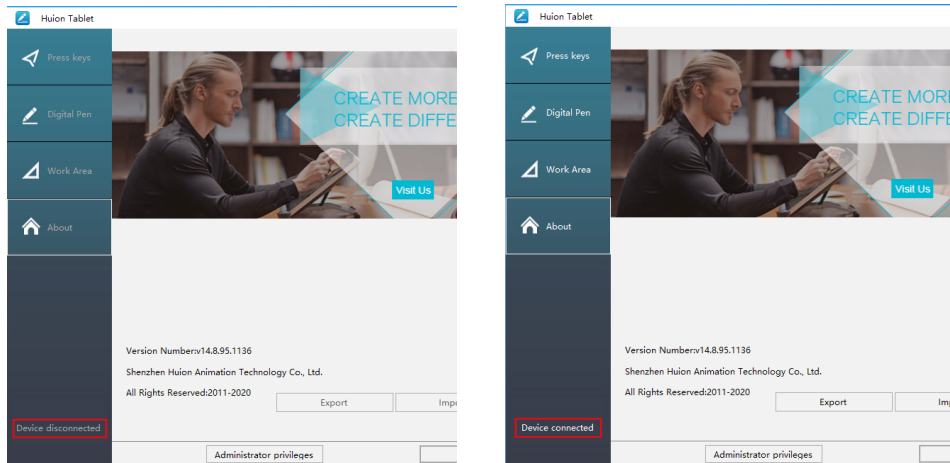 Huion Tablet
Press keys
Digital Pen
Work Area
About
CREATE MORE
CREATE DIFFE
Visit Us
Version Number:v14.8.95.1136
Shenzhen Huion Animation Technology Co., Ltd.
All Rights Reserved:2011-2020
Export
Impo
Device disconnected
Administrator privileges
Huion Tablet
Press keys
Digital Pen
Work Area
About
CREATE MOR
CREATE DIFFE
Visit Us
Version Number:v14.8.95.1136
Shenzhen Huion Animation Technology Co., Ltd.
All Rights Reserved:2011-2020
Export
Im
Device connected
Administrator privileges